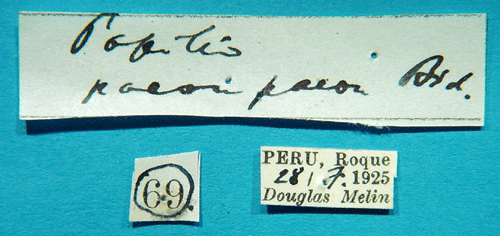 Papilio
paeon paeon Bsd.
69.
PERU, Roque
28/7. 1925
Douglas Melin